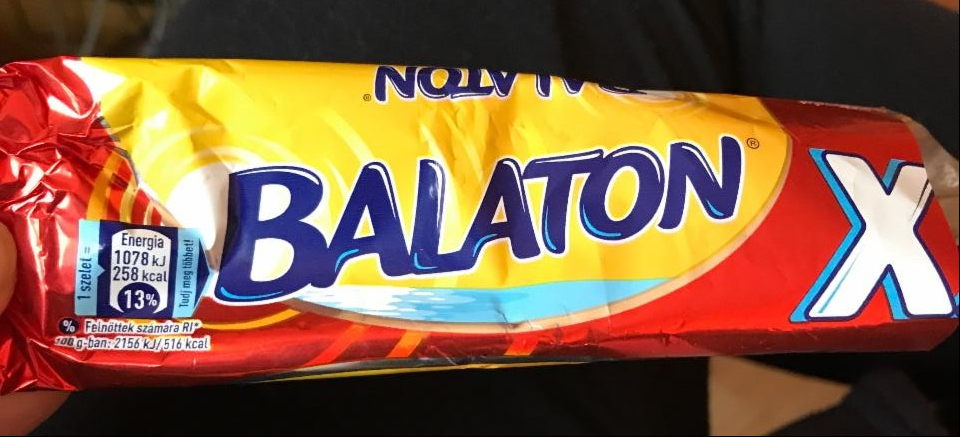 BALATON
®
BALATON ®
X
1 szelet =
Energia
1078 kJ
258 kcal
13%
Tudj meg többet!
% Felnőttek számára RI*
100 g-ban: 2156 kJ/516 kcal